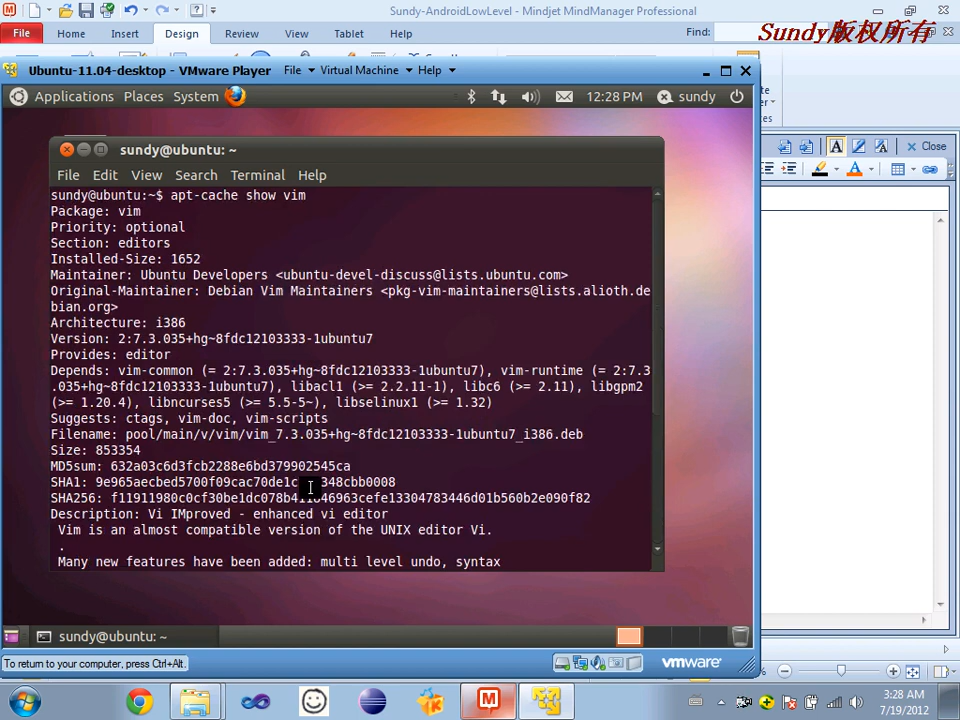 Sundy-AndroidLowLevel - Mindjet MindManager Professional
File Home Insert Design Review View Tablet Help Find:
Sundy版权所有
Ubuntu-11.04-desktop - VMware Player File Virtual Machine Help
Applications Places System 12:28 PM sundy
Close
sundy@ubuntu: ~
File Edit View Search Terminal Help
sundy@ubuntu:~$ apt-cache show vim
Package: vim
Priority: optional
Section: editors
Installed-Size: 1652
Maintainer: Ubuntu Developers <ubuntu-devel-discuss@lists.ubuntu.com>
Original-Maintainer: Debian Vim Maintainers <pkg-vim-maintainers@lists.alioth.de
bian.org>
Architecture: i386
Version: 2:7.3.035+hg~8fdc12103333-1ubuntu7
Provides: editor
Depends: vim-common (= 2:7.3.035+hg~8fdc12103333-1ubuntu7), vim-runtime (= 2:7.3
.035+hg~8fdc12103333-1ubuntu7), libacl1 (>= 2.2.11-1), libc6 (>= 2.11), libgpm2
(>= 1.20.4), libncurses5 (>= 5.5-5~), libselinux1 (>= 1.32)
Suggests: ctags, vim-doc, vim-scripts
Filename: pool/main/v/vim/vim_7.3.035+hg~8fdc12103333-1ubuntu7_i386.deb
Size: 853354
MD5sum: 632a03c6d3fcb2288e6bd379902545ca
SHA1:
SHA256:
Description: Vi IMproved - enhanced vi editor
Vim is an almost compatible version of the UNIX editor Vi.
.
Many new features have been added: multi level undo, syntax
sundy@ubuntu: ~
To return to your computer, press Ctrl+Alt.
vmware
3:28 AM
7/19/2012